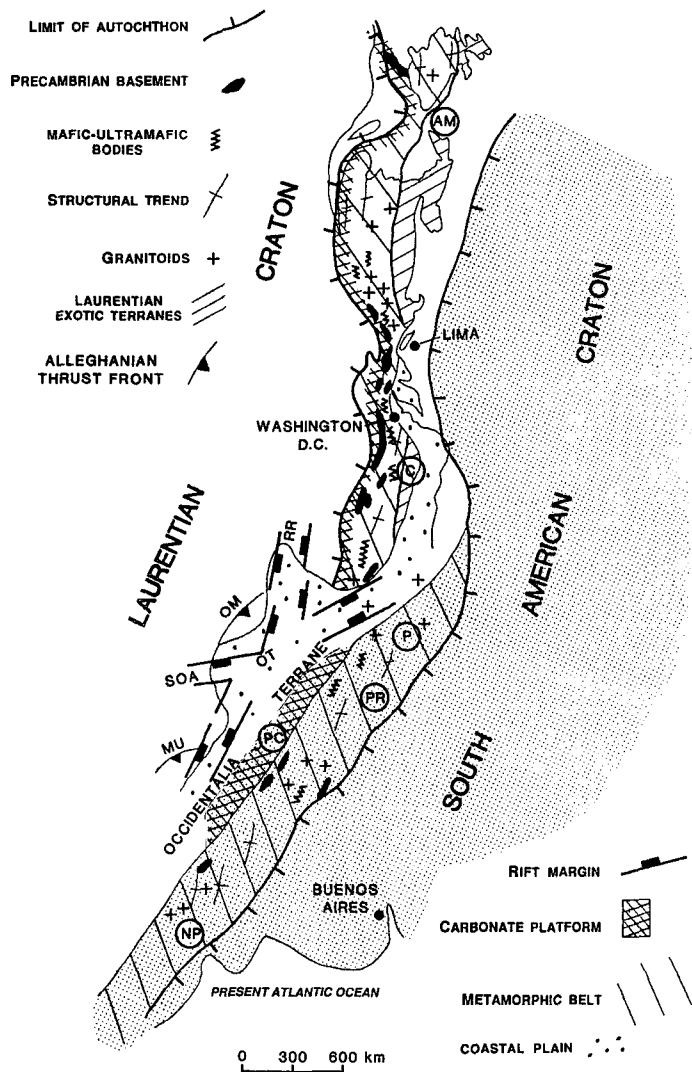 LIMIT OF AUTOCHTHON
PRECAMBRIAN BASEMENT
MAFIC-ULTRAMAFIC
BODIES
STRUCTURAL TREND
GRANITOIDS
LAURENTIAN
EXOTIC TERRANES
ALLEGHANIAN
THRUST FRONT
AM
CRATON
CRATON
LIMA
WASHINGTON
D.C.
C
LAURENTIAN
AMERICAN
RR
OM
OT
SOA
MU
P
PR
PC
OCCIDENTALIA
TERRANE
SOUTH
NP
BUENOS
AIRES
PRESENT ATLANTIC OCEAN
RIFT MARGIN
CARBONATE PLATFORM
METAMORPHIC BELT
COASTAL PLAIN
0 300 600 km